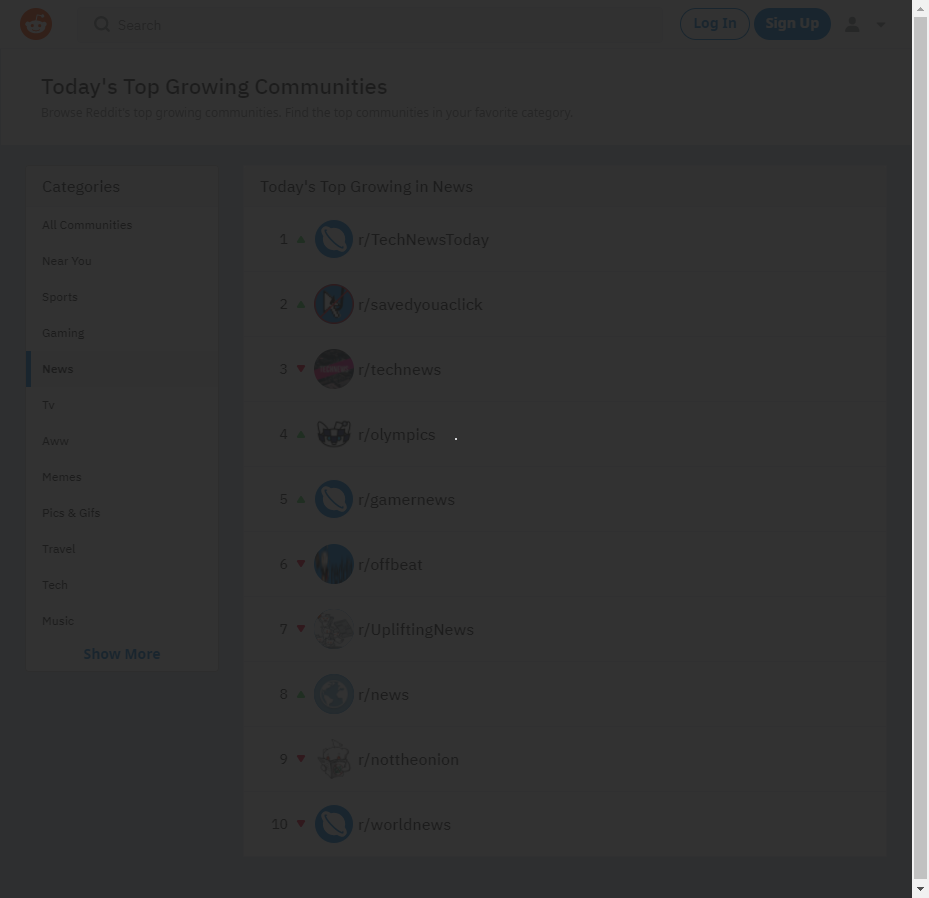 Search
Log In
Sign Up
Today's Top Growing Communities
Browse Reddit's top growing communities. Find the top communities in your favorite category.
Categories
All Communities
Near You
Sports
Gaming
News
Tv
Aww
Memes
Pics & Gifs
Travel
Tech
Music
Show More
Today's Top Growing in News
1 r/TechNewsToday
2 r/savedyouaclick
3 r/technews
4 r/olympics
5 r/gamernews
6 r/offbeat
7 r/UpliftingNews
8 r/news
9 r/nottheonion
10 r/worldnews